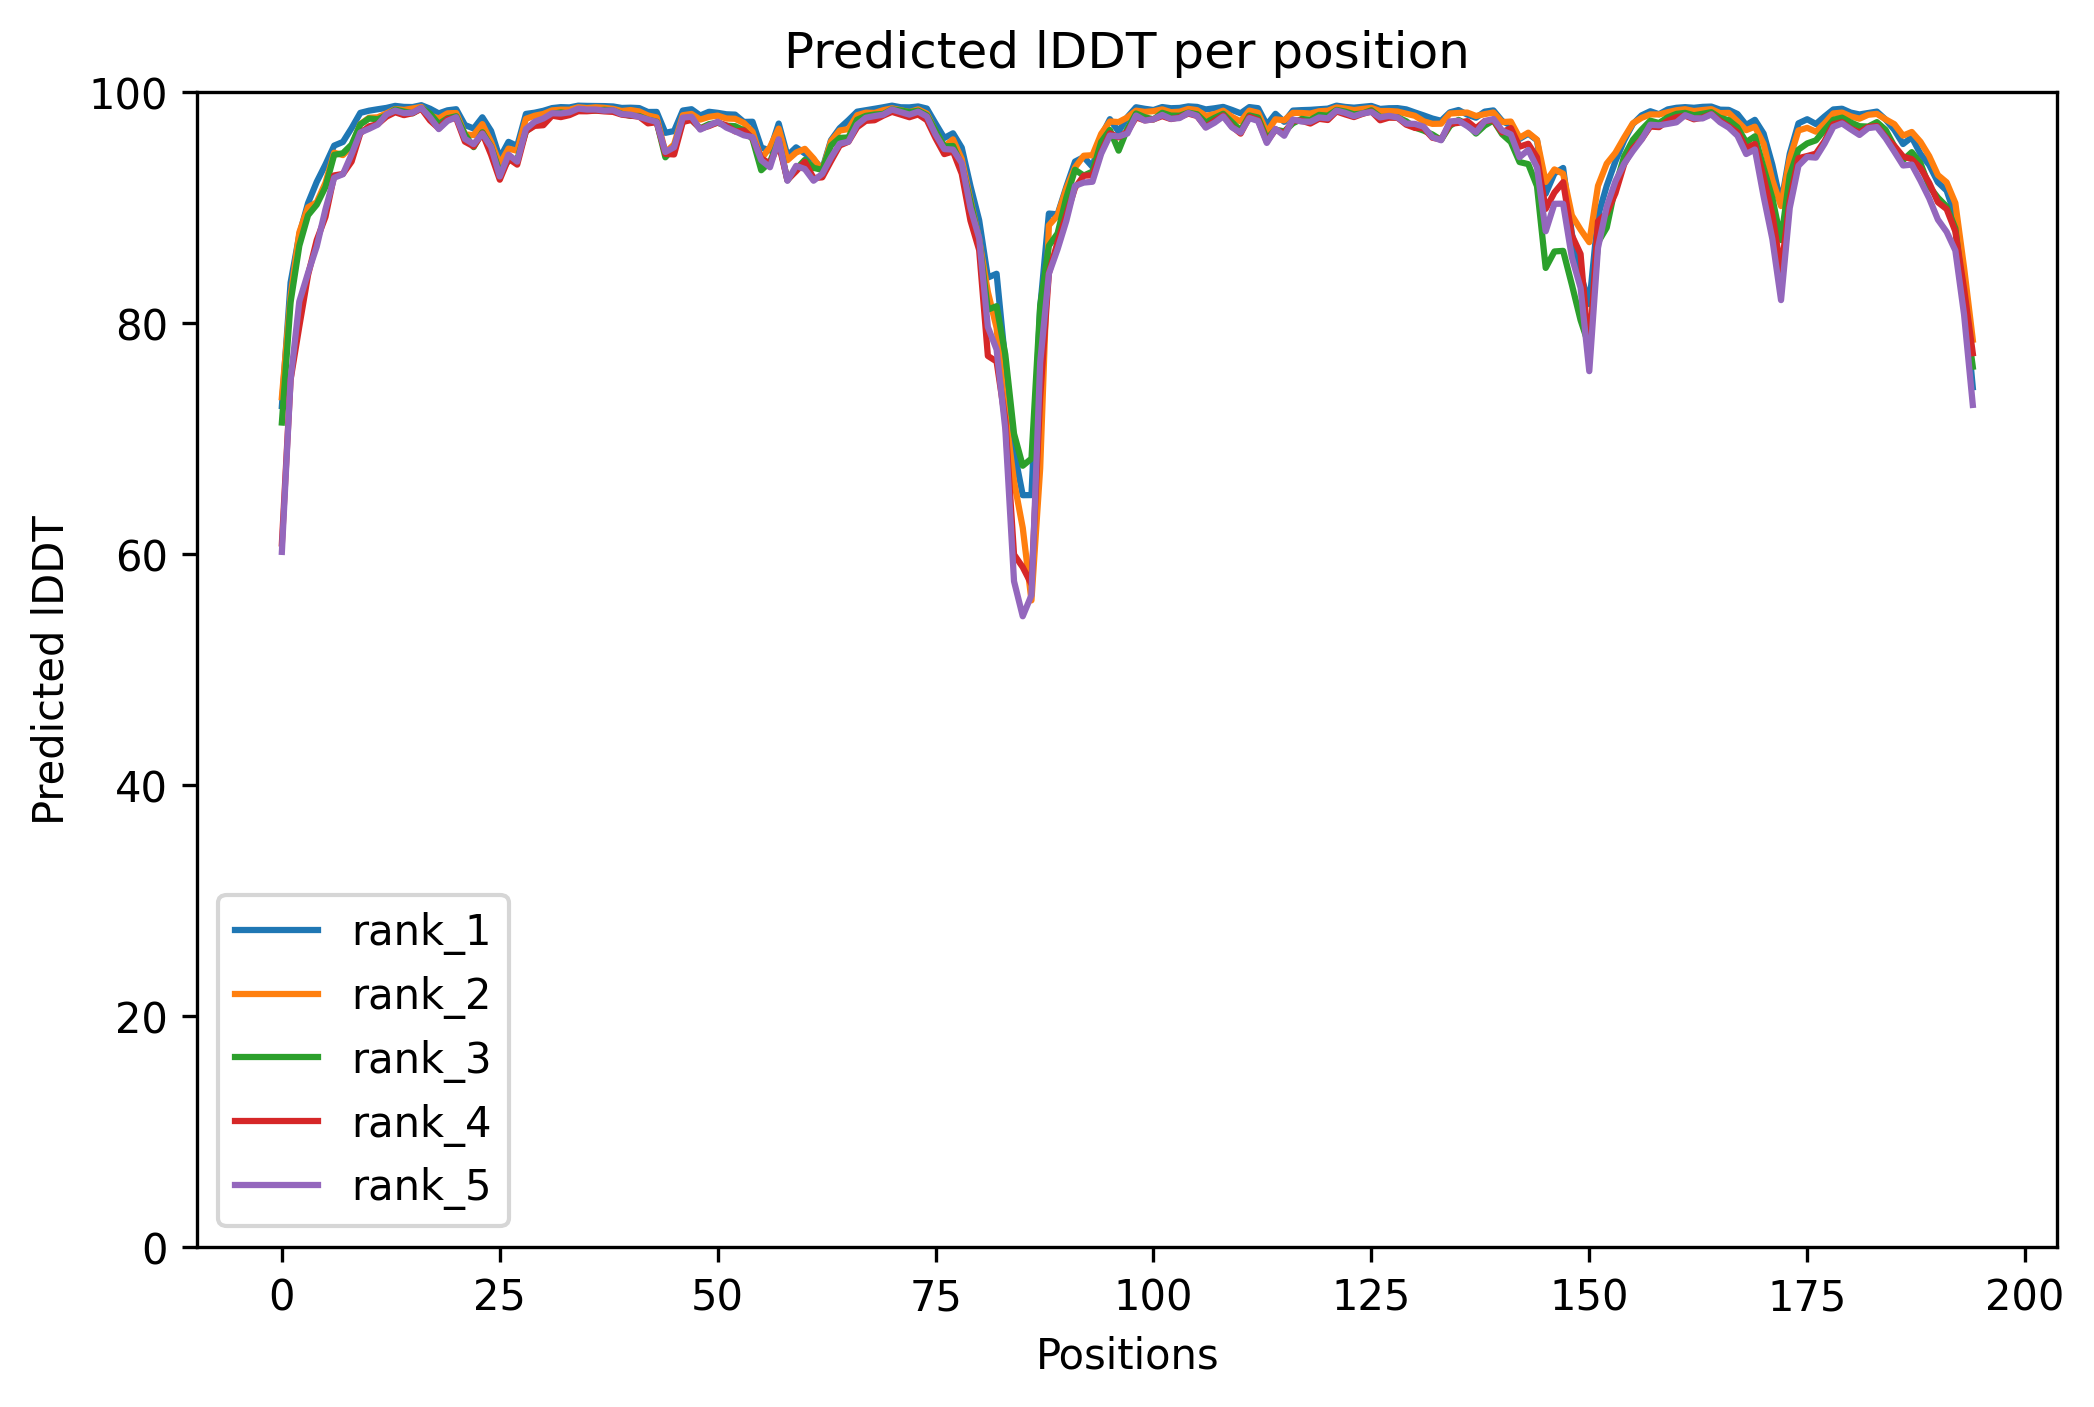 Predicted lDDT per position
100
80
60
40
20
0
Predicted lDDT
rank_1
rank_2
rank_3
rank_4
rank_5
0 25 50 75 100 125 150 175 200
Positions